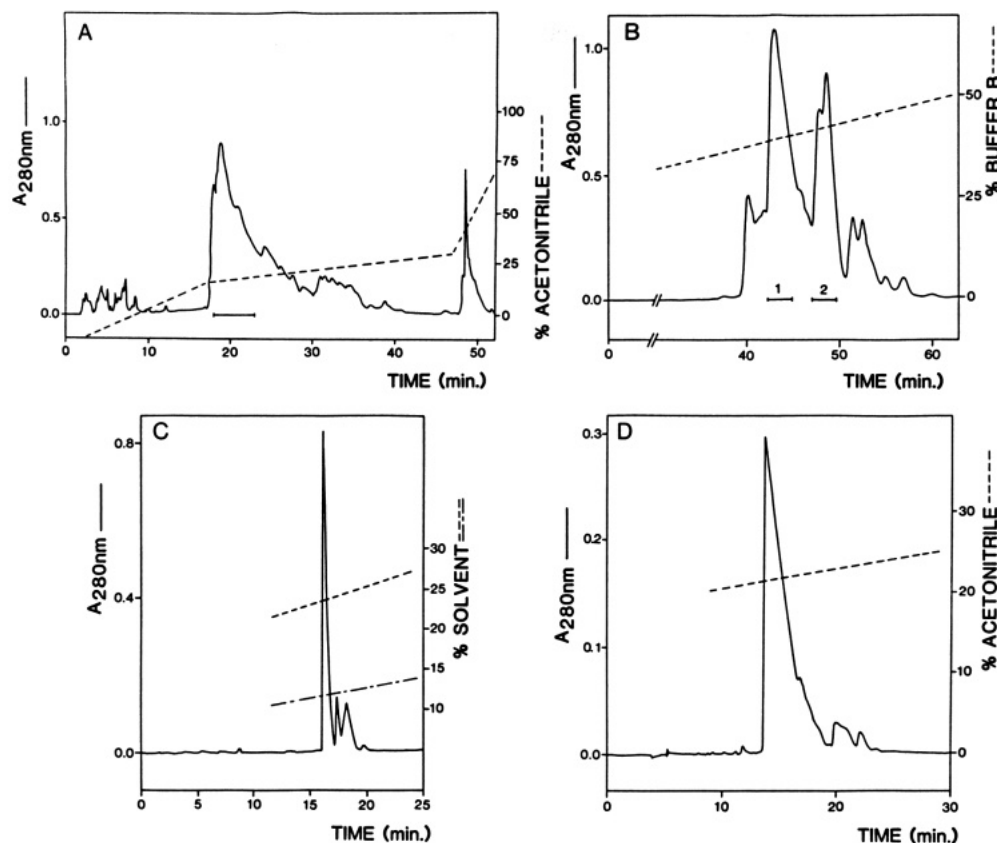 A
A280nm
1.0
0.5
0.0
100
75
50
25
0
% ACETONITRILE
0 10 20 30 40 50
TIME (min.)
B
A280nm
1.0
0.5
0.0
50
25
0
% BUFFER B
1 2
0 40 50 60
TIME (min.)
C
A280nm
0.8
0.4
0.0
30
25
20
15
10
% SOLVENT
0 5 10 15 20 25
TIME (min.)
D
A280nm
0.3
0.2
0.1
0.0
30
20
10
0
% ACETONITRILE
0 10 20 30
TIME (min.)